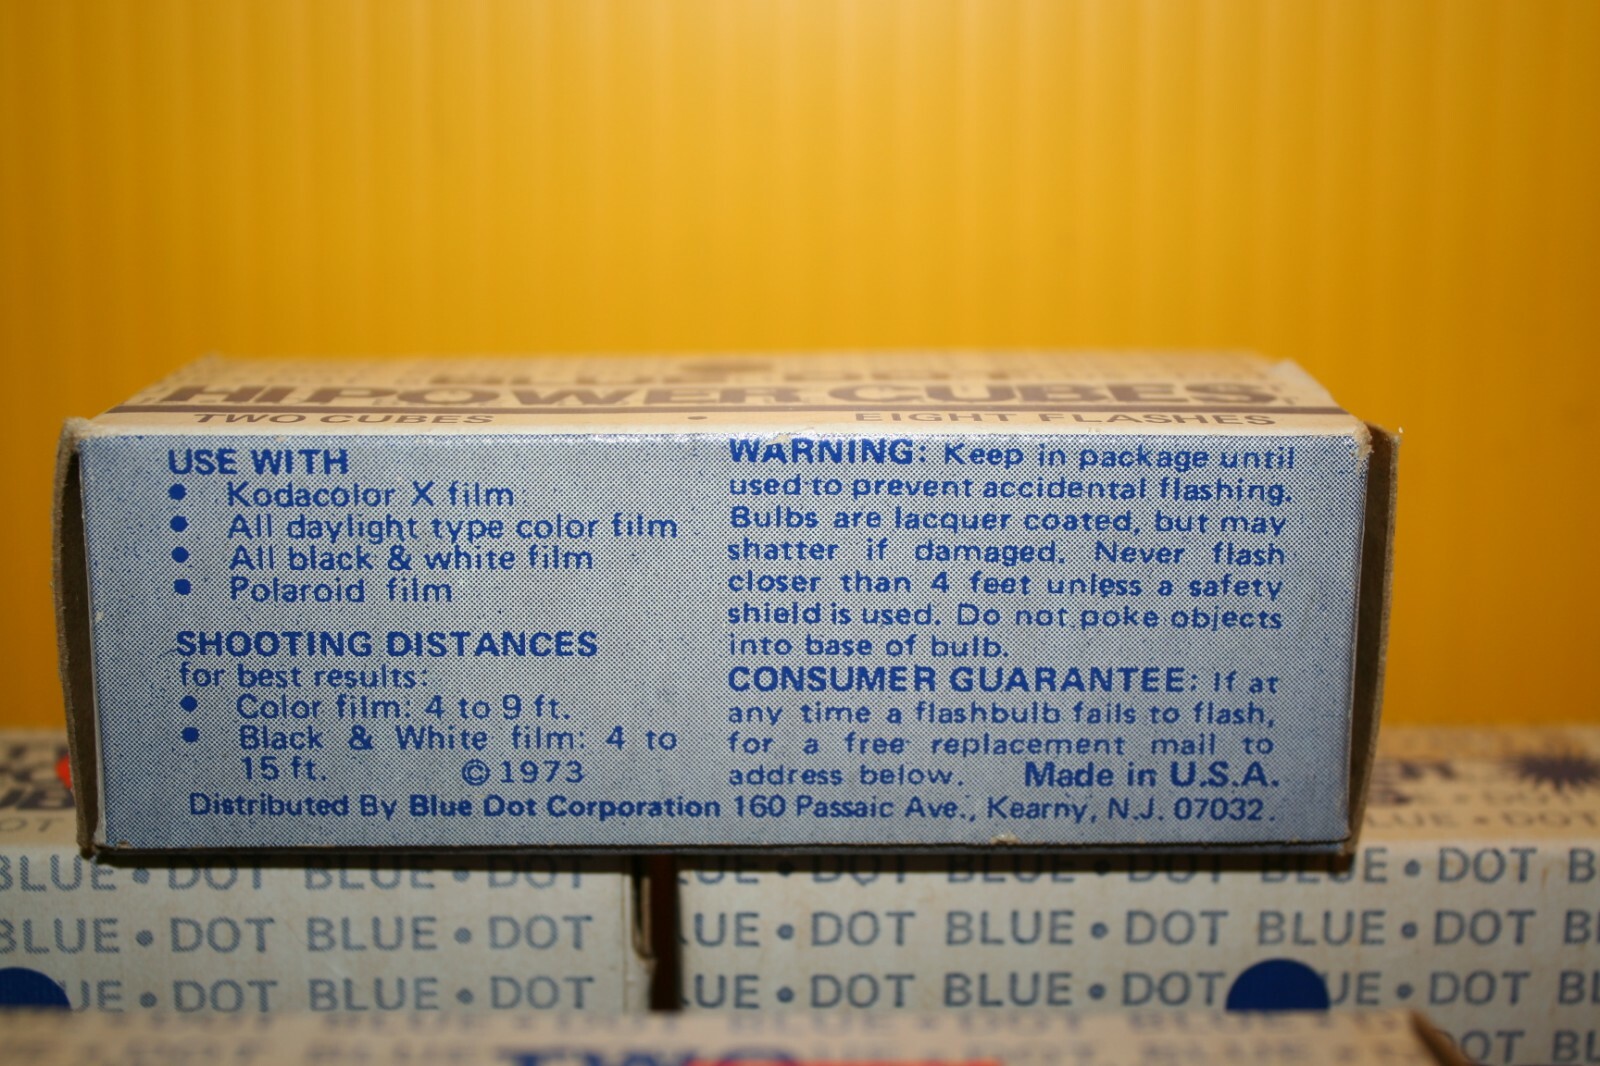 HI POWER CUBES
TWO CUBES • EIGHT FLASHES
USE WITH
• Kodacolor X film
• All daylight type color film
• All black & white film
• Polaroid film
SHOOTING DISTANCES
for best results:
• Color film: 4 to 9 ft.
• Black & White film: 4 to
15 ft. © 1973
WARNING: Keep in package until
used to prevent accidental flashing.
Bulbs are lacquer coated, but may
shatter if damaged. Never flash
closer than 4 feet unless a safety
shield is used. Do not poke objects
into base of bulb.
CONSUMER GUARANTEE: If at
any time a flashbulb fails to flash,
for a free replacement mail to
address below. Made in U.S.A.
Distributed By Blue Dot Corporation 160 Passaic Ave., Kearny, N.J. 07032.
BLUE • DOT BLUE • DOT
BLUE • DOT BLUE • DOT BLUE • DOT
BLUE • DOT BLUE • DOT
BLUE • DOT BLUE • DOT BLUE • DOT
DOT BLUE • DOT
DOT BLUE • DOT DOT
TWO